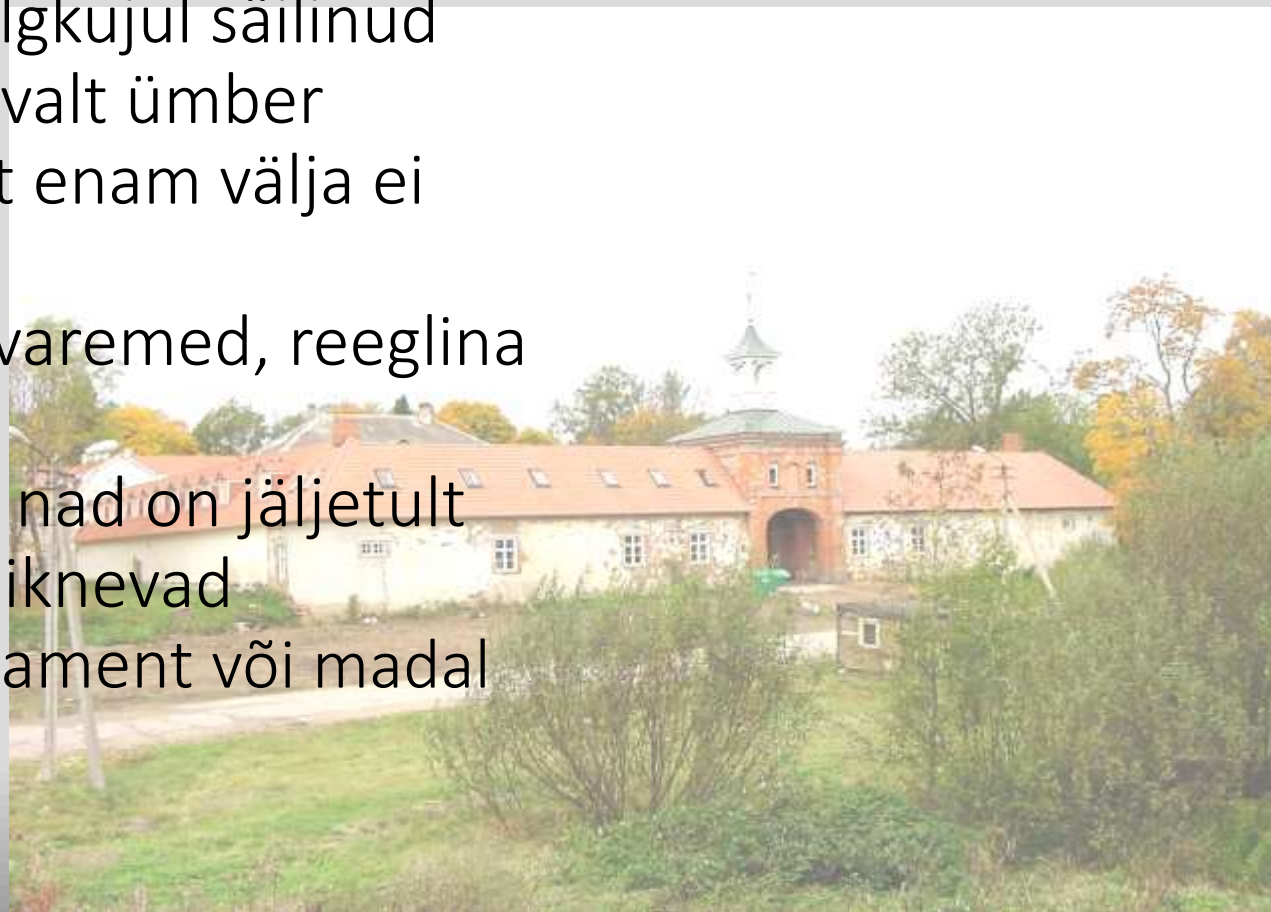 lgkujul säilinud
valt ümber
t enam välja ei
varemed, reeglina
nad on jäljetult
iknevad
ament või madal